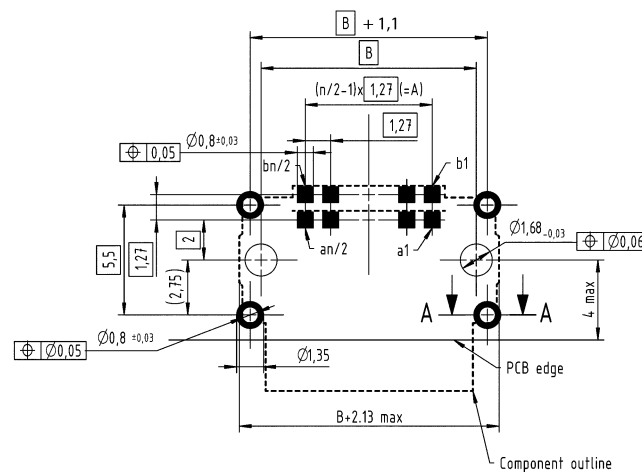 B + 1,1
B
(n/2-1)x 1,27 (=A)
1,27
Ø0,8±0,03
⌖ 0,05
bn/2
b1
an/2
a1
Ø1,68-0,03
⌖ Ø0,06
5,5
1,27
2
(2,75)
4 max
A A
Ø0,8 ±0,03
⌖ Ø0,05
Ø1,35
PCB edge
B+2.13 max
Component outline